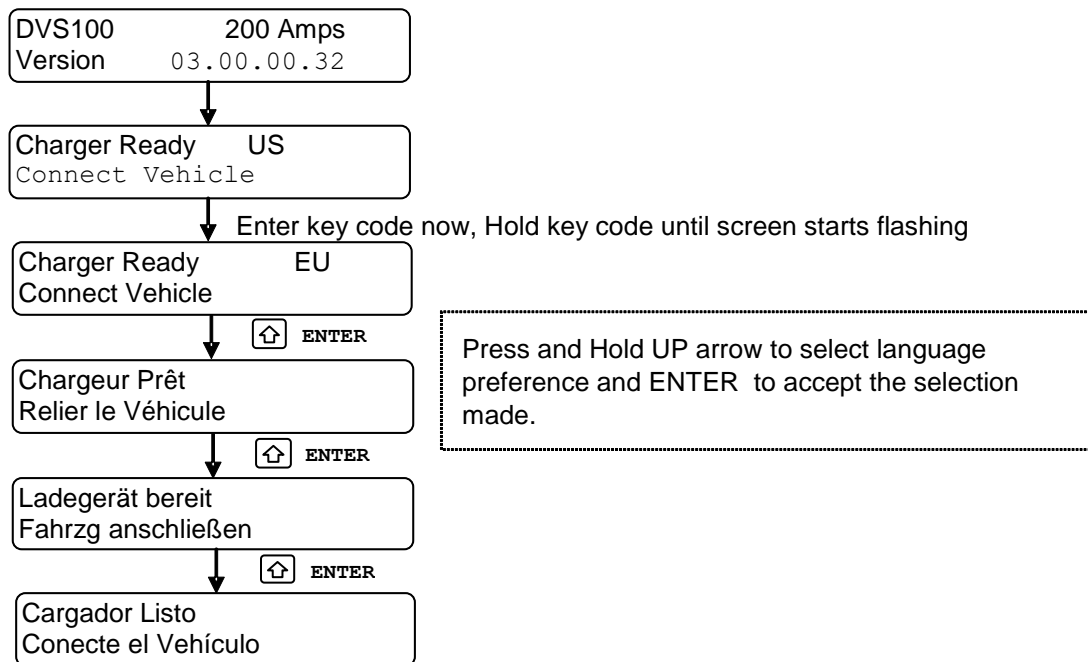 DVS100 200 Amps
Version 03.00.00.32
Charger Ready US
Connect Vehicle
Enter key code now, Hold key code until screen starts flashing
Charger Ready EU
Connect Vehicle
ENTER
Press and Hold UP arrow to select language
preference and ENTER to accept the selection
made.
Chargeur Prêt
Relier le Véhicule
ENTER
Ladegerät bereit
Fahrzg anschließen
ENTER
Cargador Listo
Conecte el Vehículo